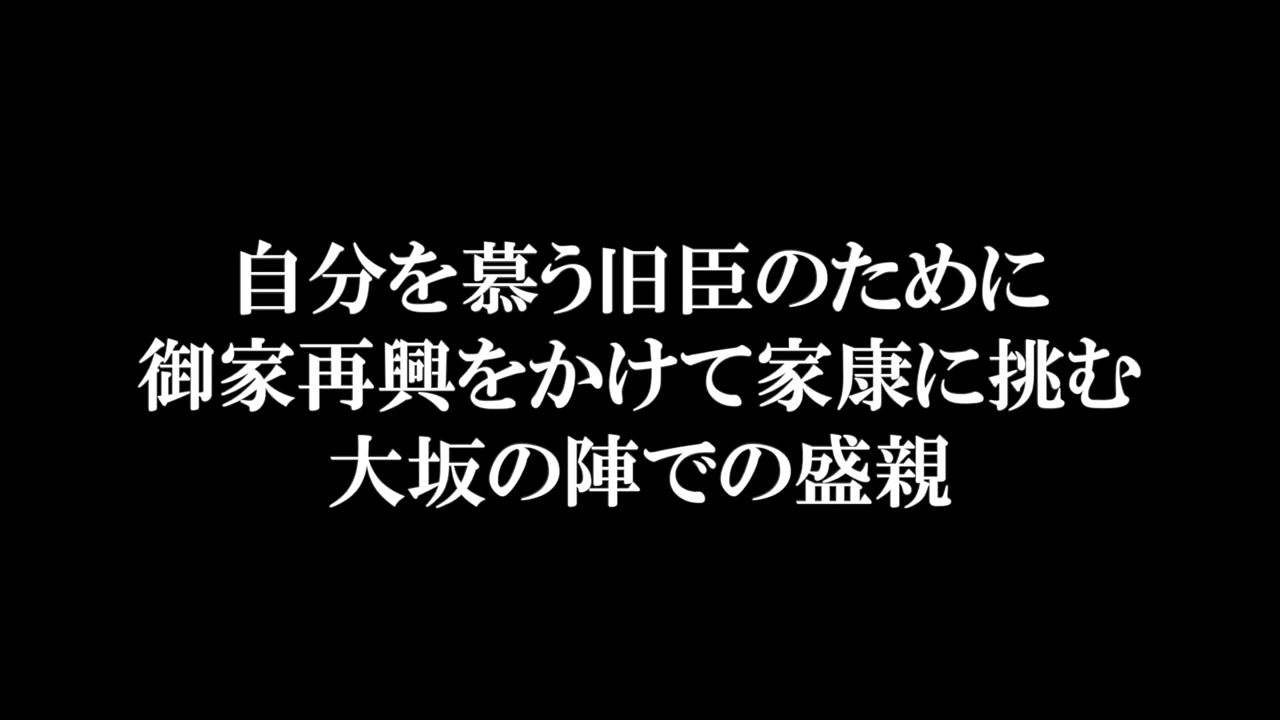 自分を慕う旧臣のために
御家再興をかけて家康に挑む
大坂の陣での盛親